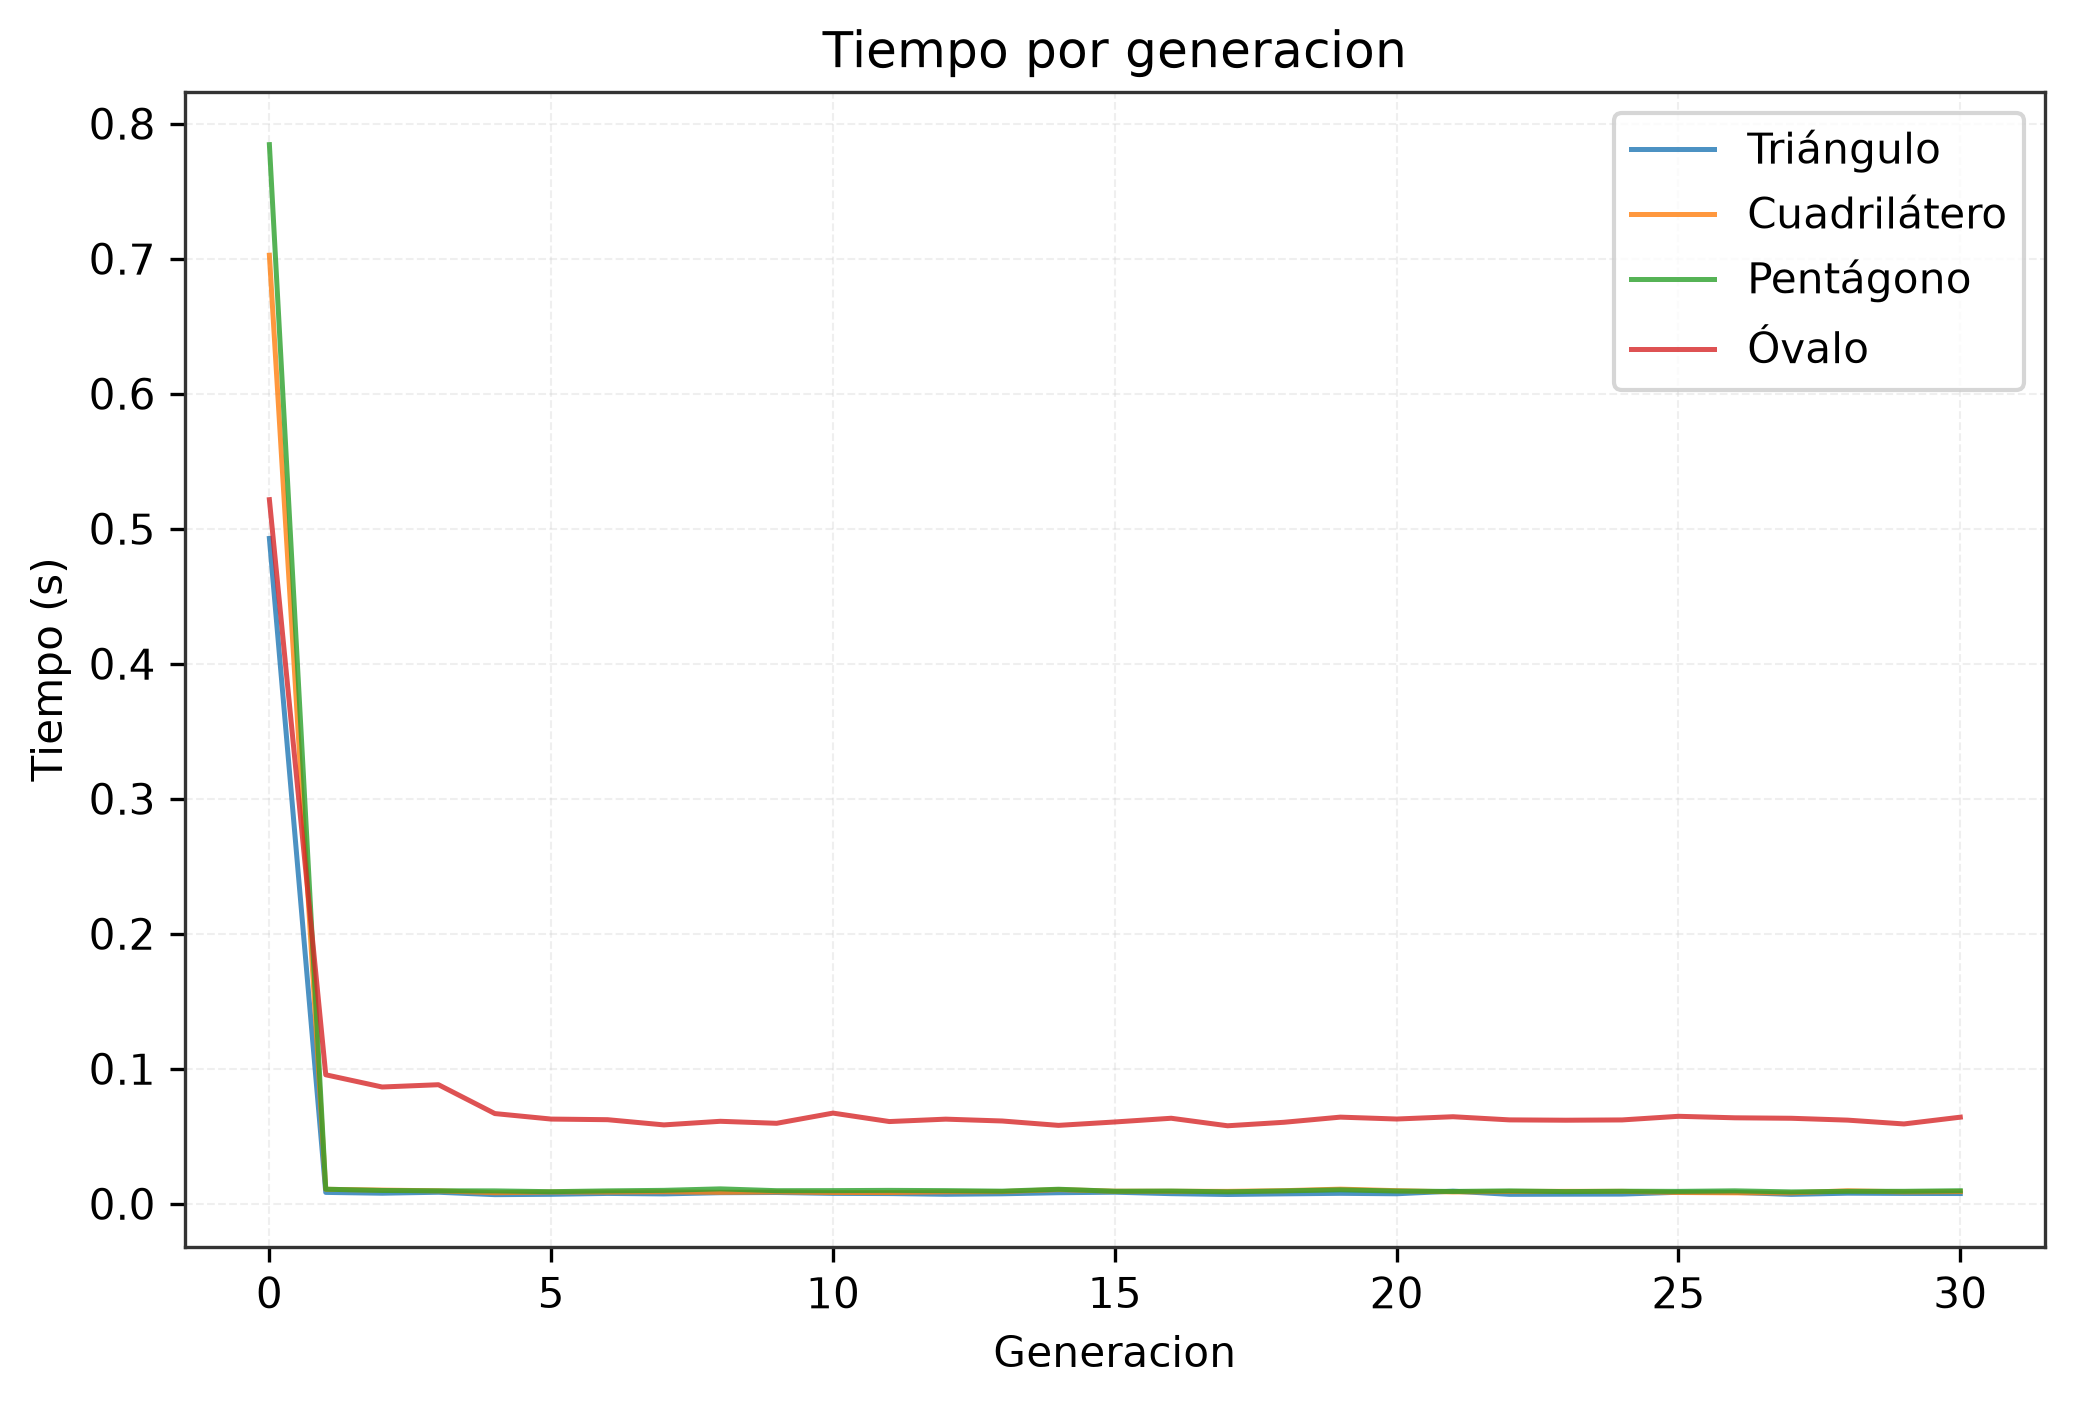 Tiempo por generacion
Triángulo
Cuadrilátero
Pentágono
Óvalo
Tiempo (s)
0.8
0.7
0.6
0.5
0.4
0.3
0.2
0.1
0.0
0 5 10 15 20 25 30
Generacion